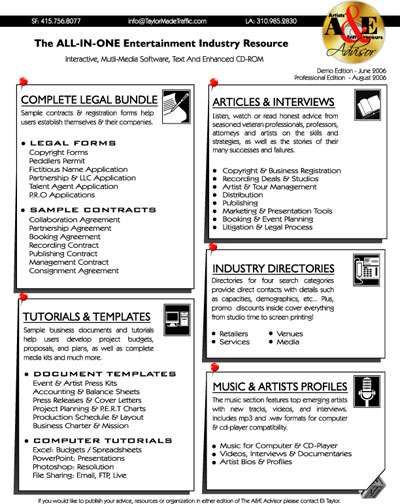 SF: 415.756.8077
info@TaylorMadeTraffic.com
LA: 310.985.2830
Artists' & Entrepreneurs
A&E
Advisor
The ALL-IN-ONE Entertainment Industry Resource
Interactive, Mutli-Media Software, Text And Enhanced CD-ROM
Demo Edition - June 2006
Professional Edition - August 2006
COMPLETE LEGAL BUNDLE
Sample contracts & registration forms help
users establish themselves & their companies.
• LEGAL FORMS
Copyright Forms
Peddlers Permit
Fictitious Name Application
Partnership & LLC Application
Talent Agent Application
P.R.O Applications
• SAMPLE CONTRACTS
Collaboration Agreement
Partnership Agreement
Booking Agreement
Recording Contract
Publishing Contract
Management Contract
Consignment Agreement
TUTORIALS & TEMPLATES
Sample business documents and tutorials
help users develop project budgets,
proposals, and plans, as well as complete
media kits and much more.
• DOCUMENT TEMPLATES
Event & Artist Press Kits
Accounting & Balance Sheets
Press Releases & Cover Letters
Project Planning & P.E.R.T Charts
Production Schedule & Layout
Business Charter & Mission
• COMPUTER TUTORIALS
Excel: Budgets / Spreadsheets
PowerPoint: Presentations
Photoshop: Resolution
File Sharing: Email, FTP, Live
ARTICLES & INTERVIEWS
Listen, watch or read honest advice from
seasoned veteran professionals, professors,
attorneys and artists on the skills and
strategies, as well as the stories of their
many successes and failures.
• Copyright & Business Registration
• Recording Deals & Studios
• Artist & Tour Management
• Distribution
• Publishing
• Marketing & Presentation Tools
• Booking & Event Planning
• Litigation & Legal Process
INDUSTRY DIRECTORIES
Directories for four search categories
provide direct contacts with details such
as capacities, demographics, etc... Plus,
promo discounts inside cover everything
from studio time to screen printing!
• Retailers • Venues
• Services • Media
MUSIC & ARTISTS PROFILES
The music section features top emerging artists
with new tracks, videos, and interviews.
Includes mp3 and .wav formats for computer
& cd-player compatibility.
• Music for Computer & CD-Player
• Videos, Interviews & Documentaries
• Artist Bios & Profiles
If you would like to publish your advice, resources or organization in either edition of The A&E Advisor please contact Eli Taylor